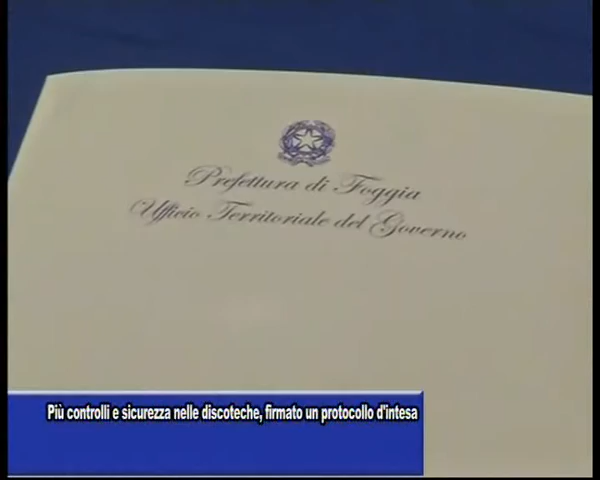 Prefettura di Foggia
Ufficio Territoriale del Governo
Più controlli e sicurezza nelle discoteche, firmato un protocollo d'intesa